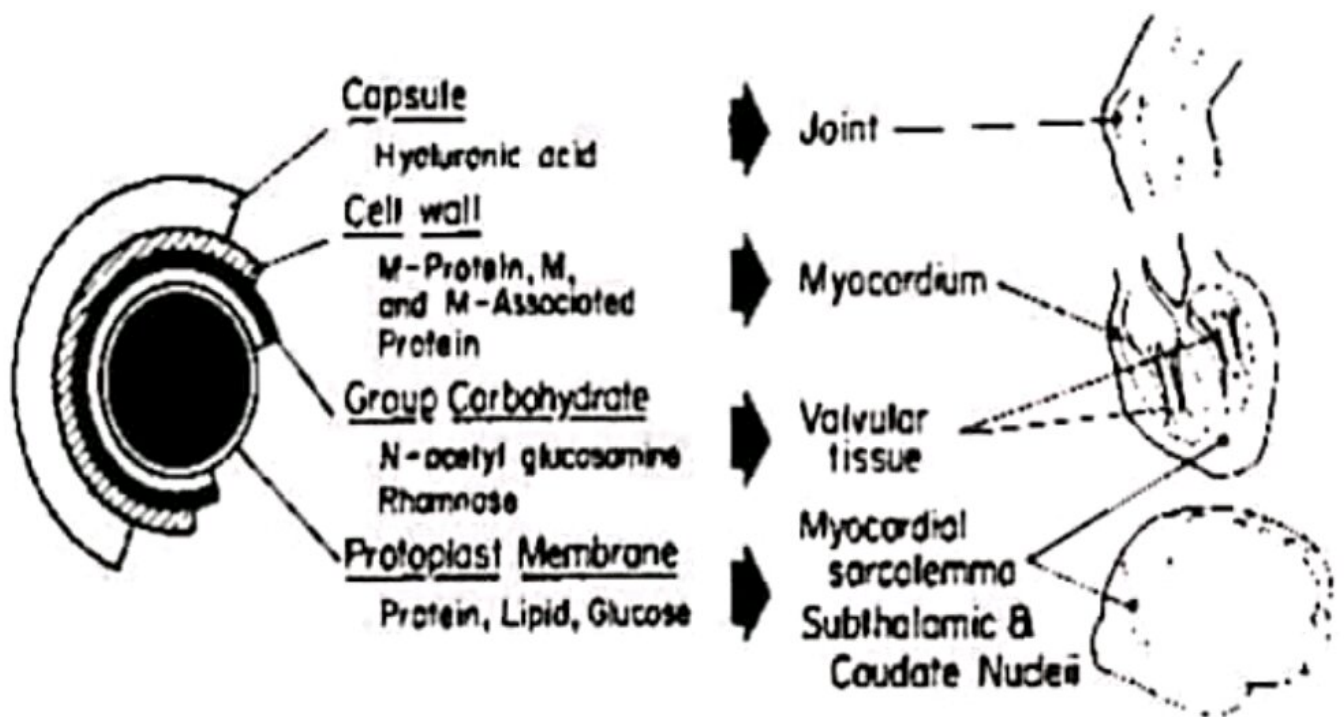 Capsule
Hyaluronic acid
Cell wall
M-Protein, M,
and M-Associated
Protein
Group Carbohydrate
N-acetyl glucosamine
Rhamnose
Protoplast Membrane
Protein, Lipid, Glucose
Joint
Myocardium
Valvular
tissue
Myocardial
sarcolemma
Subthalamic &
Caudate Nuclei